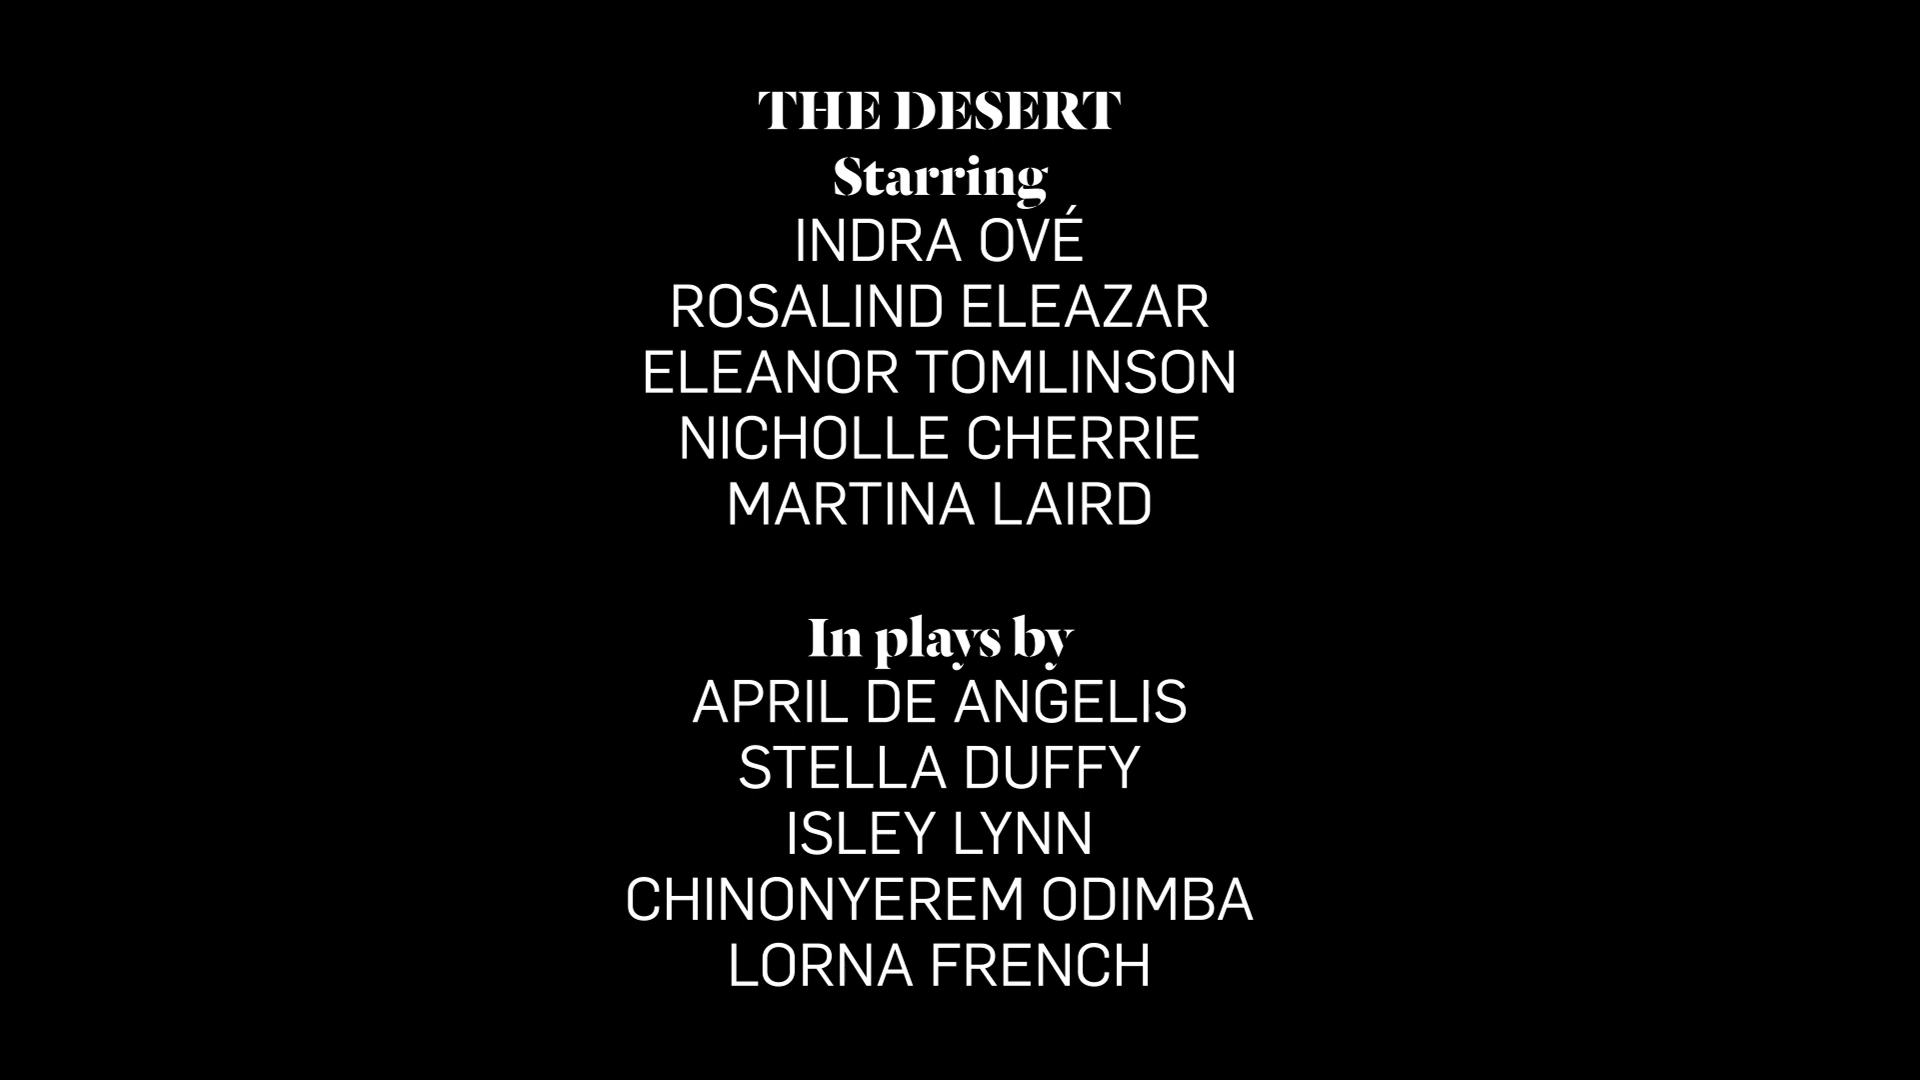 THE DESERT
Starring
INDRA OVÉ
ROSALIND ELEAZAR
ELEANOR TOMLINSON
NICHOLLE CHERRIE
MARTINA LAIRD
In plays by
APRIL DE ANGELIS
STELLA DUFFY
ISLEY LYNN
CHINONYEREM ODIMBA
LORNA FRENCH